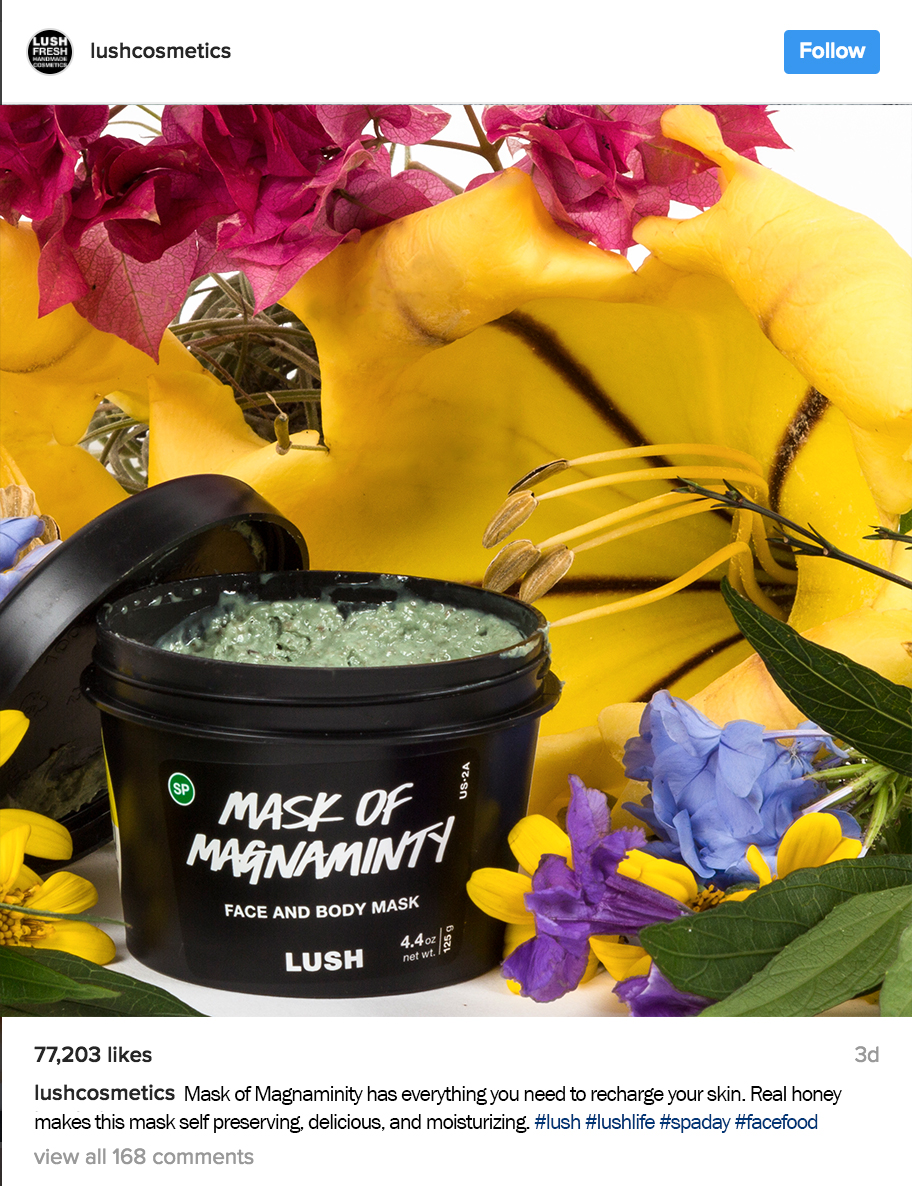 LUSH
FRESH
HANDMADE
COSMETICS
lushcosmetics
Follow
SP
US·2A
MASK OF
MAGNAMINTY
FACE AND BODY MASK
LUSH
4.4 oz
net wt.
125 g
77,203 likes
3d
lushcosmetics Mask of Magnaminity has everything you need to recharge your skin. Real honey
makes this mask self preserving, delicious, and moisturizing. #lush #lushlife #spaday #facefood
view all 168 comments